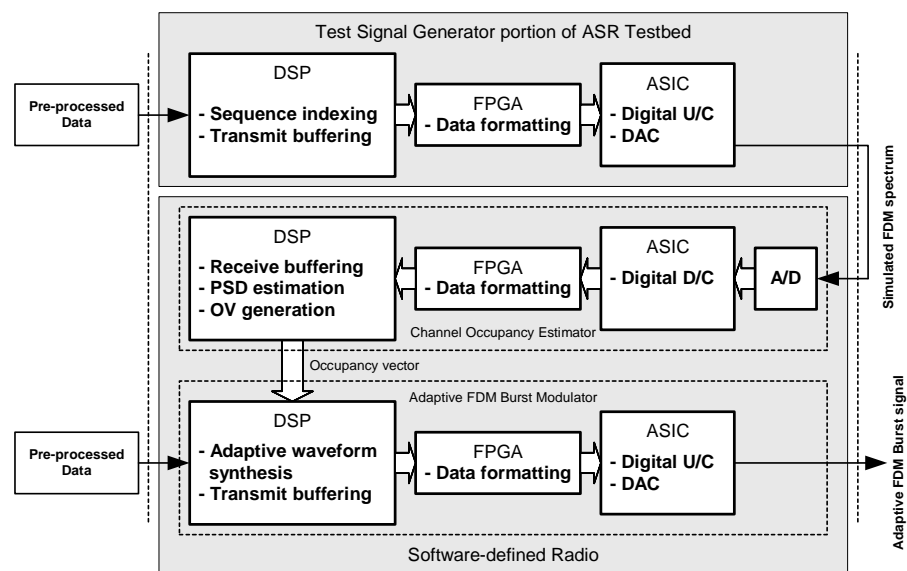 Test Signal Generator portion of ASR Testbed
Pre-processed
Data
DSP
- Sequence indexing
- Transmit buffering
FPGA
- Data formatting
ASIC
- Digital U/C
- DAC
Simulated FDM spectrum
DSP
- Receive buffering
- PSD estimation
- OV generation
FPGA
- Data formatting
ASIC
- Digital D/C
A/D
Channel Occupancy Estimator
Occupancy vector
Adaptive FDM Burst Modulator
Pre-processed
Data
DSP
- Adaptive waveform
synthesis
- Transmit buffering
FPGA
- Data formatting
ASIC
- Digital U/C
- DAC
Adaptive FDM Burst signal
Software-defined Radio